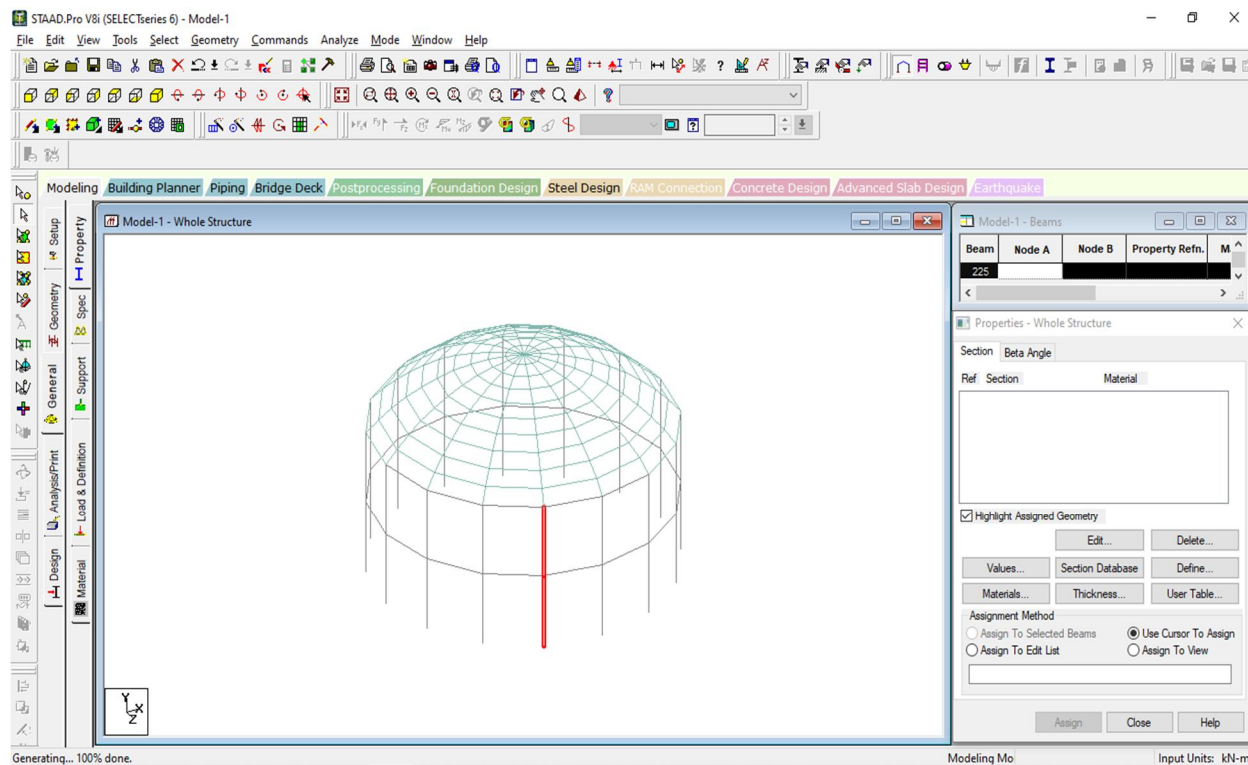 STAAD.Pro V8i (SELECTseries 6) - Model-1
File Edit View Tools Select Geometry Commands Analyze Mode Window Help
Modeling Building Planner Piping Bridge Deck Postprocessing Foundation Design Steel Design RAM Connection Concrete Design Advanced Slab Design Earthquake
Setup
Geometry
General
Analysis/Print
Design
Property
Spec
Support
Load & Definition
Material
Model-1 - Whole Structure
Y
X
Z
Model-1 - Beams
Beam Node A Node B Property Refn. M
225
Properties - Whole Structure
Section Beta Angle
Ref Section Material
Highlight Assigned Geometry
Edit... Delete...
Values... Section Database Define...
Materials... Thickness... User Table...
Assignment Method
Assign To Selected Beams Use Cursor To Assign
Assign To Edit List Assign To View
Assign Close Help
Generating... 100% done. Modeling Mo Input Units: kN-m